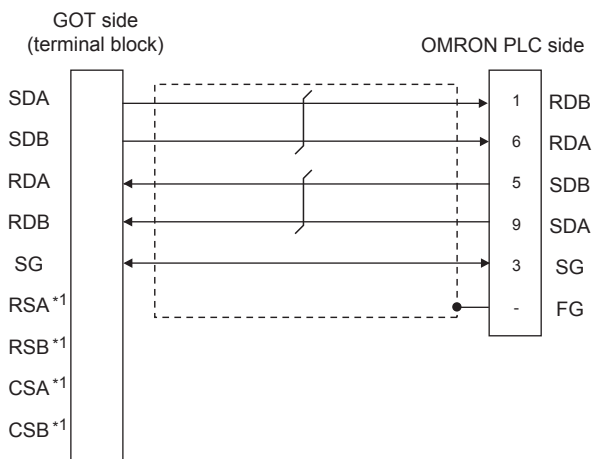 GOT side
(terminal block)
OMRON PLC side
SDA 1 RDB
SDB 6 RDA
RDA 5 SDB
RDB 9 SDA
SG 3 SG
RSA *1 - FG
RSB *1
CSA *1
CSB *1